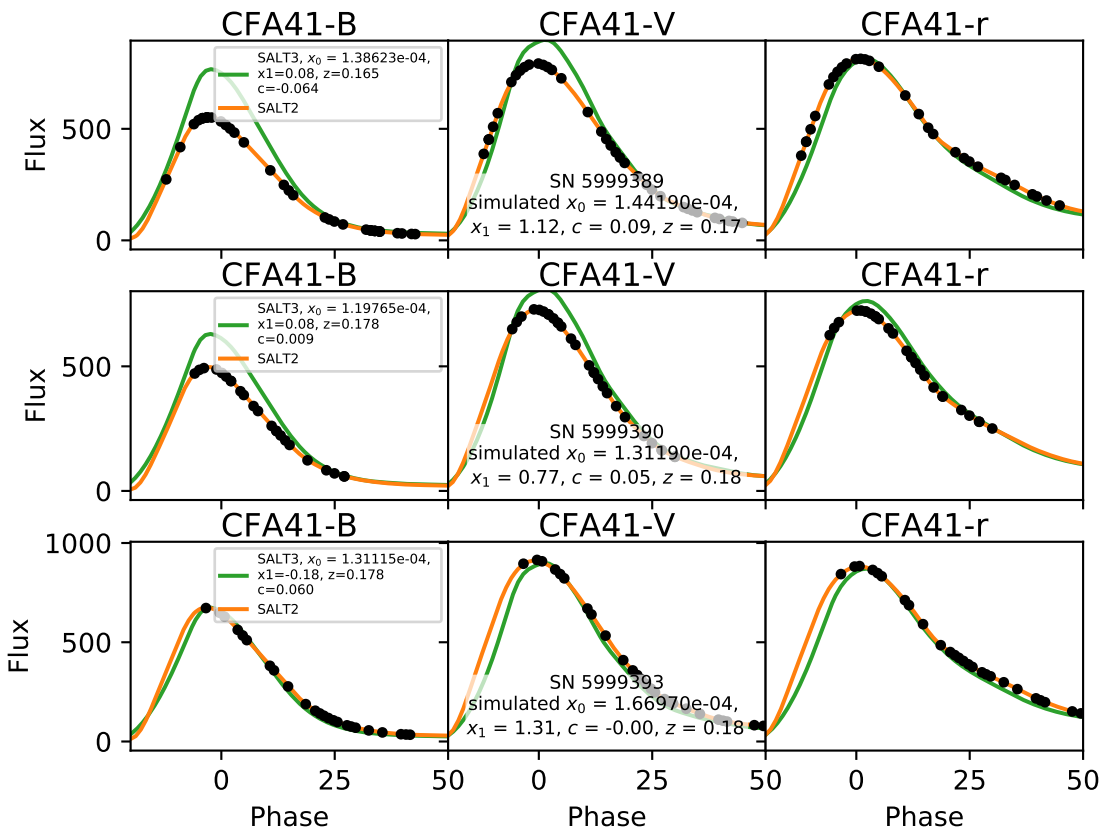 CFA41-B CFA41-V CFA41-r
Flux
500
0
SALT3, x₀ = 1.38623e-04,
x1=0.08, z=0.165
c=-0.064
SALT2
SN 5999389
simulated x₀ = 1.44190e-04,
x₁ = 1.12, c = 0.09, z = 0.17
CFA41-B CFA41-V CFA41-r
Flux
500
0
SALT3, x₀ = 1.19765e-04,
x1=0.08, z=0.178
c=0.009
SALT2
SN 5999390
simulated x₀ = 1.31190e-04,
x₁ = 0.77, c = 0.05, z = 0.18
CFA41-B CFA41-V CFA41-r
Flux
1000
500
0
SALT3, x₀ = 1.31115e-04,
x1=-0.18, z=0.178
c=0.060
SALT2
SN 5999393
simulated x₀ = 1.66970e-04,
x₁ = 1.31, c = -0.00, z = 0.18
0 25 50 0 25 50 0 25 50
Phase Phase Phase